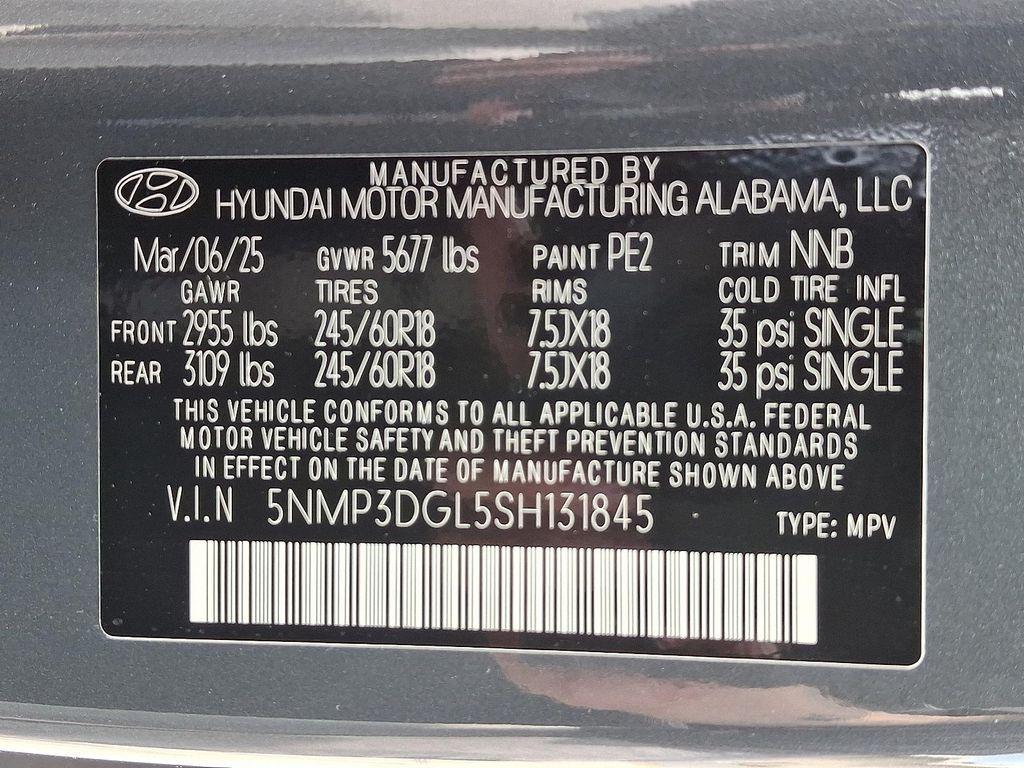 MANUFACTURED BY
HYUNDAI MOTOR MANUFACTURING ALABAMA, LLC
Mar/06/25 GVWR 5677 lbs PAINT PE2 TRIM NNB
GAWR TIRES RIMS COLD TIRE INFL
FRONT 2955 lbs 245/60R18 7.5JX18 35 psi SINGLE
REAR 3109 lbs 245/60R18 7.5JX18 35 psi SINGLE
THIS VEHICLE CONFORMS TO ALL APPLICABLE U.S.A. FEDERAL
MOTOR VEHICLE SAFETY AND THEFT PREVENTION STANDARDS
IN EFFECT ON THE DATE OF MANUFACTURE SHOWN ABOVE
V.I.N 5NMP3DGL5SH131845 TYPE: MPV